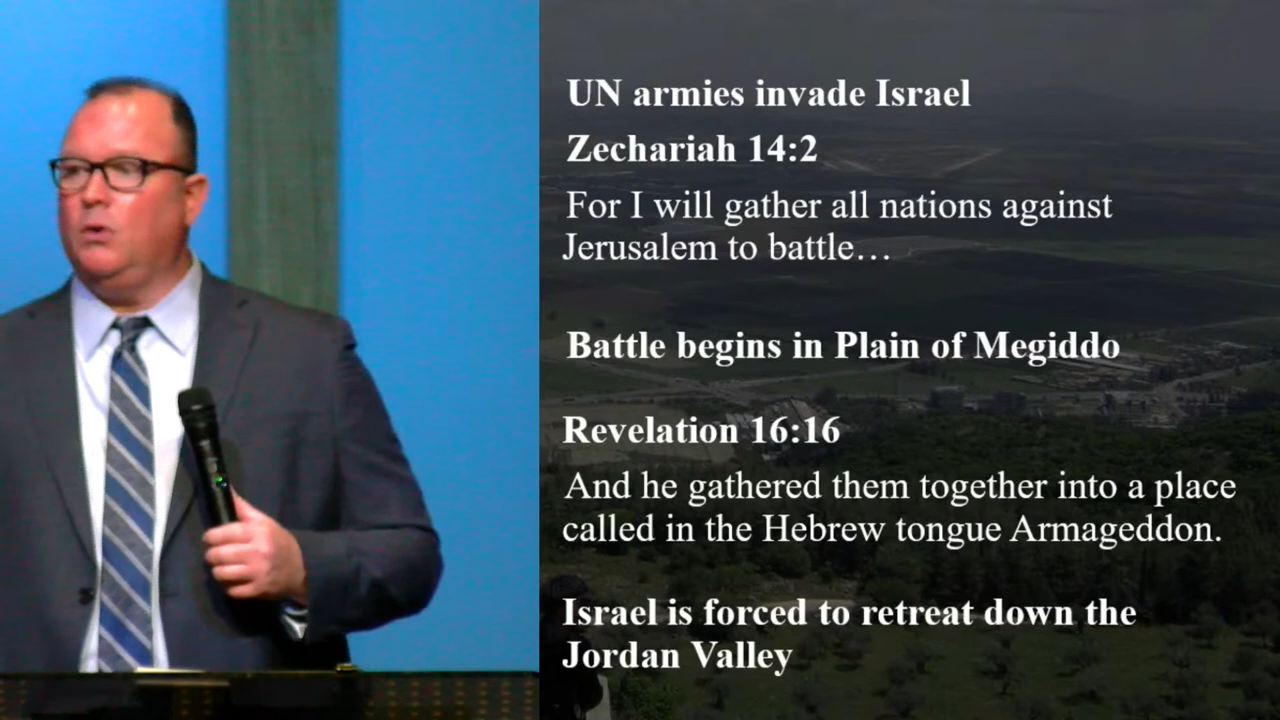 UN armies invade Israel
Zechariah 14:2
For I will gather all nations against
Jerusalem to battle…
Battle begins in Plain of Megiddo
Revelation 16:16
And he gathered them together into a place
called in the Hebrew tongue Armageddon.
Israel is forced to retreat down the
Jordan Valley